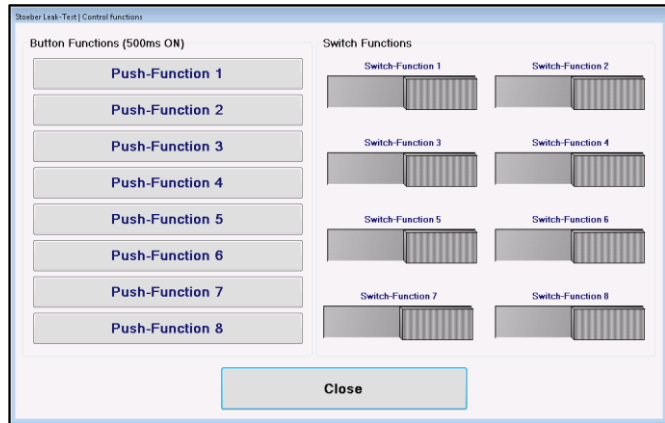 Stoeber Leak-Test | Control functions
Button Functions (500ms ON)
Push-Function 1
Push-Function 2
Push-Function 3
Push-Function 4
Push-Function 5
Push-Function 6
Push-Function 7
Push-Function 8
Switch Functions
Switch-Function 1
Switch-Function 2
Switch-Function 3
Switch-Function 4
Switch-Function 5
Switch-Function 6
Switch-Function 7
Switch-Function 8
Close